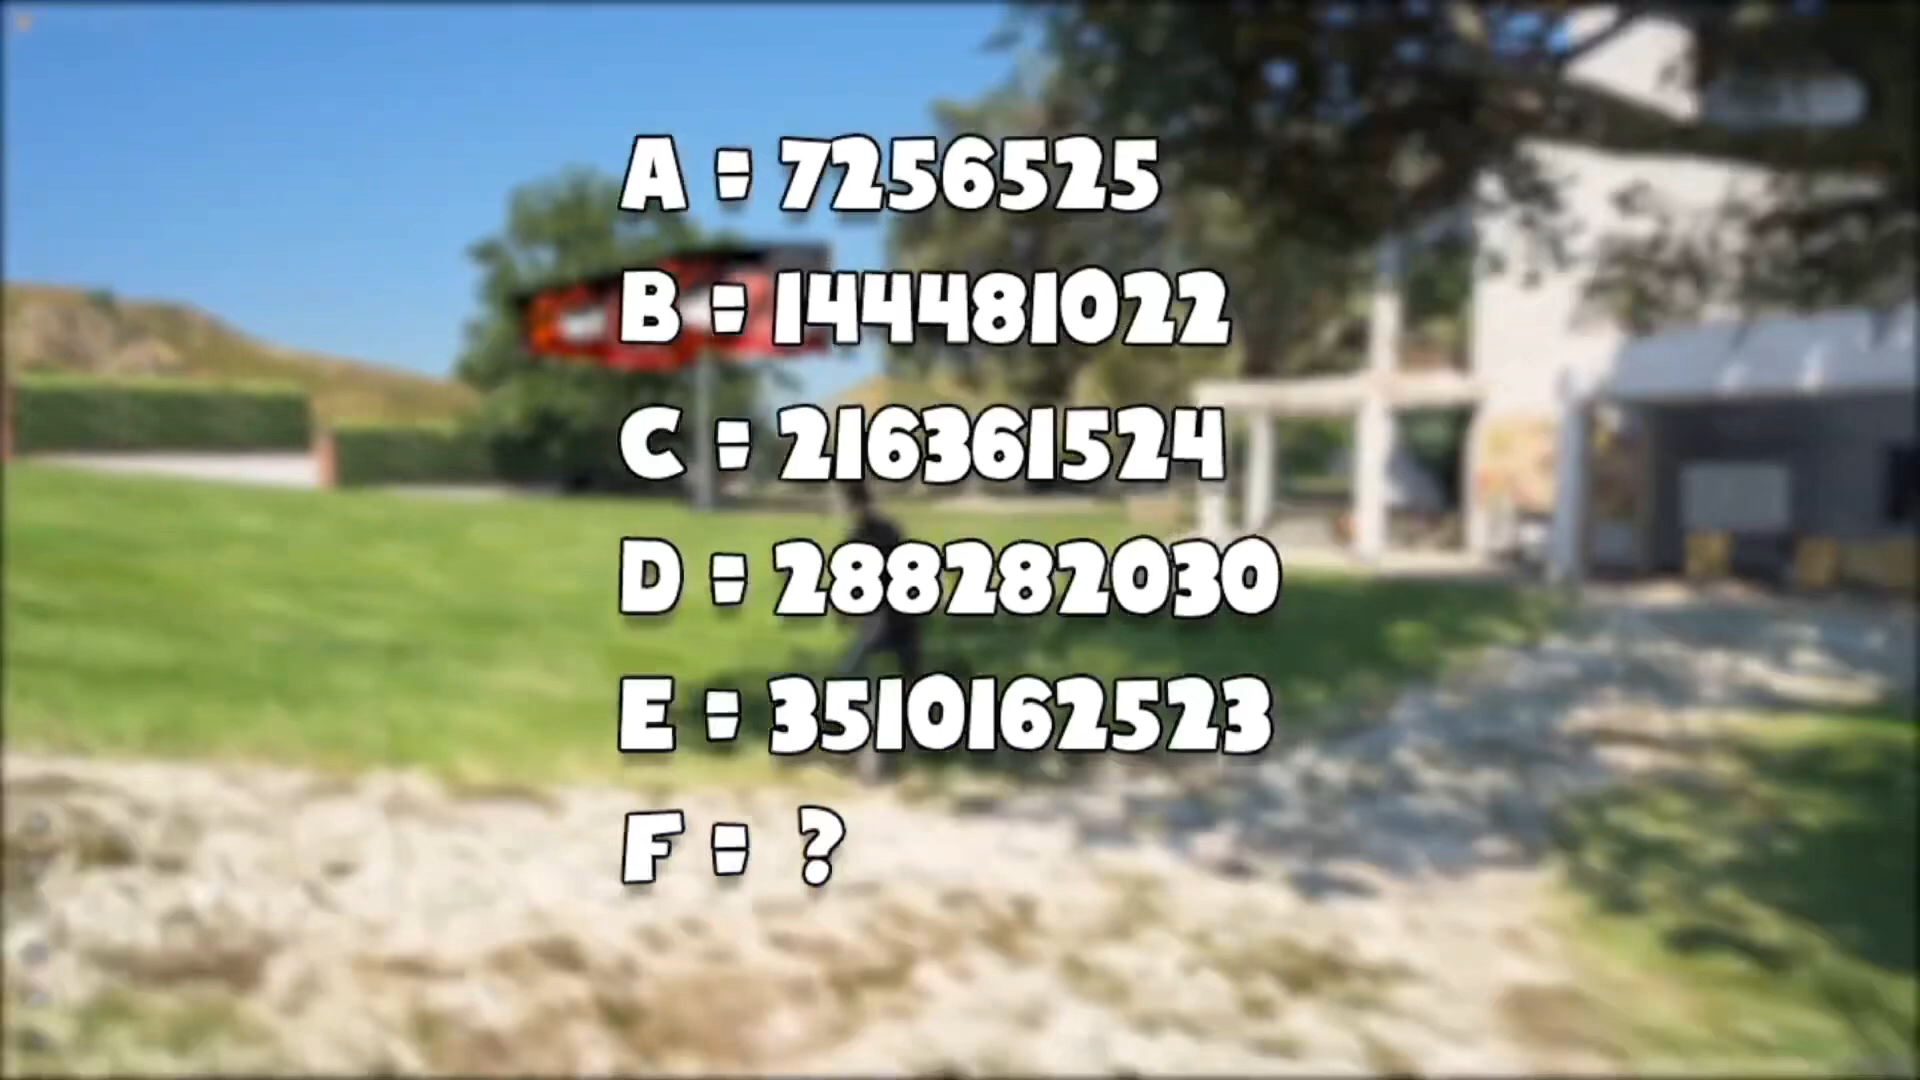 A = 7256525
B = 144481022
C = 216361524
D = 288282030
E = 3510162523
F = ?